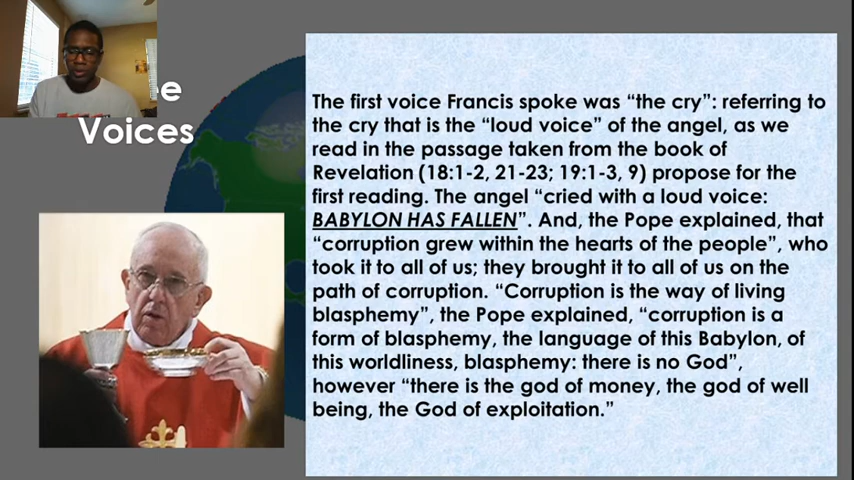 Voices
The first voice Francis spoke was “the cry”: referring to
the cry that is the “loud voice” of the angel, as we
read in the passage taken from the book of
Revelation (18:1-2, 21-23; 19:1-3, 9) propose for the
first reading. The angel “cried with a loud voice:
BABYLON HAS FALLEN”. And, the Pope explained, that
“corruption grew within the hearts of the people”, who
took it to all of us; they brought it to all of us on the
path of corruption. “Corruption is the way of living
blasphemy”, the Pope explained, “corruption is a
form of blasphemy, the language of this Babylon, of
this worldliness, blasphemy: there is no God”,
however “there is the god of money, the god of well
being, the God of exploitation.”